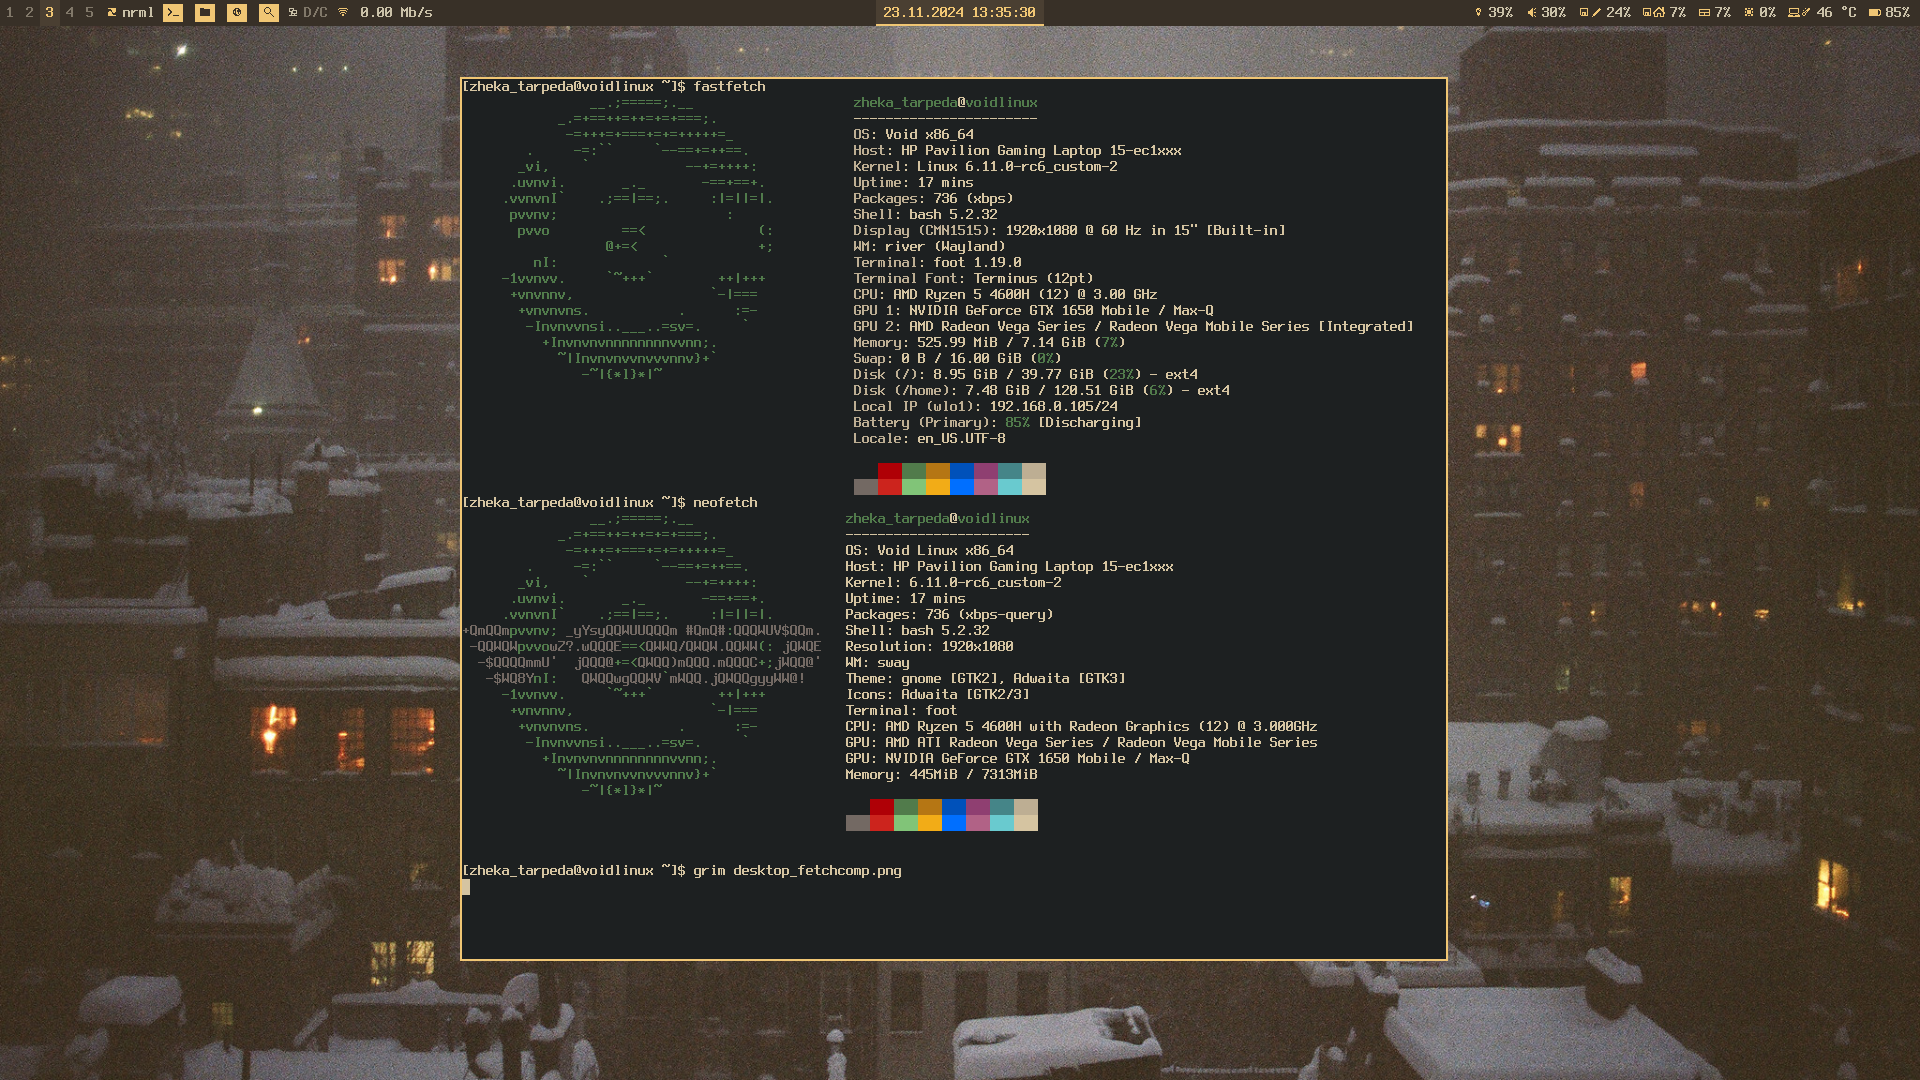 1 2 3 4 5 nrml D/C 0.00 Mb/s 23.11.2024 13:35:30 39% 30% 24% 7% 7% 0% 46 °C 85%
[zheka_tarpeda@voidlinux ~]$ fastfetch
zheka_tarpeda@voidlinux
-----------------------
OS: Void x86_64
Host: HP Pavilion Gaming Laptop 15-ec1xxx
Kernel: Linux 6.11.0-rc6_custom-2
Uptime: 17 mins
Packages: 736 (xbps)
Shell: bash 5.2.32
Display (CMN1515): 1920x1080 @ 60 Hz in 15" [Built-in]
WM: river (Wayland)
Terminal: foot 1.19.0
Terminal Font: Terminus (12pt)
CPU: AMD Ryzen 5 4600H (12) @ 3.00 GHz
GPU 1: NVIDIA GeForce GTX 1650 Mobile / Max-Q
GPU 2: AMD Radeon Vega Series / Radeon Vega Mobile Series [Integrated]
Memory: 525.99 MiB / 7.14 GiB (7%)
Swap: 0 B / 16.00 GiB (0%)
Disk (/): 8.95 GiB / 39.77 GiB (23%) - ext4
Disk (/home): 7.48 GiB / 120.51 GiB (6%) - ext4
Local IP (wlo1): 192.168.0.105/24
Battery (Primary): 85% [Discharging]
Locale: en_US.UTF-8
[zheka_tarpeda@voidlinux ~]$ neofetch
zheka_tarpeda@voidlinux
-----------------------
OS: Void Linux x86_64
Host: HP Pavilion Gaming Laptop 15-ec1xxx
Kernel: 6.11.0-rc6_custom-2
Uptime: 17 mins
Packages: 736 (xbps-query)
Shell: bash 5.2.32
Resolution: 1920x1080
WM: sway
Theme: gnome [GTK2], Adwaita [GTK3]
Icons: Adwaita [GTK2/3]
Terminal: foot
CPU: AMD Ryzen 5 4600H with Radeon Graphics (12) @ 3.000GHz
GPU: AMD ATI Radeon Vega Series / Radeon Vega Mobile Series
GPU: NVIDIA GeForce GTX 1650 Mobile / Max-Q
Memory: 445MiB / 7313MiB
[zheka_tarpeda@voidlinux ~]$ grim desktop_fetchcomp.png